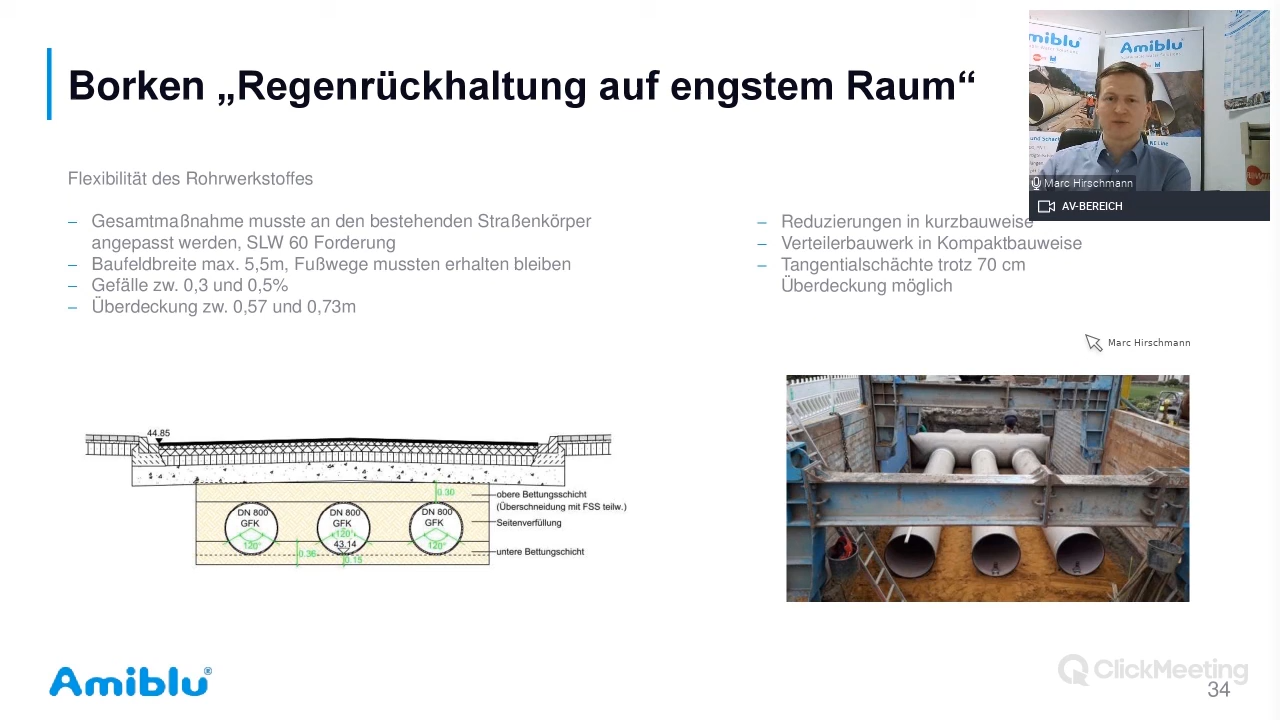 Borken „Regenrückhaltung auf engstem Raum“
Amiblu
Marc Hirschmann
AV-BEREICH
Flexibilität des Rohrwerkstoffes
– Gesamtmaßnahme musste an den bestehenden Straßenkörper
angepasst werden, SLW 60 Forderung
– Baufeldbreite max. 5,5m, Fußwege mussten erhalten bleiben
– Gefälle zw. 0,3 und 0,5%
– Überdeckung zw. 0,57 und 0,73m
– Reduzierungen in kurzbauweise
– Verteilerbauwerk in Kompaktbauweise
– Tangentialschächte trotz 70 cm
Überdeckung möglich
Marc Hirschmann
44.85
0.30
obere Bettungsschicht
(Überschneidung mit FSS teilw.)
Seitenverfüllung
untere Bettungschicht
DN 800
GFK
120°
DN 800
GFK
120°
43.14
DN 800
GFK
120°
0.36
0.15
Amiblu®
ClickMeeting
34